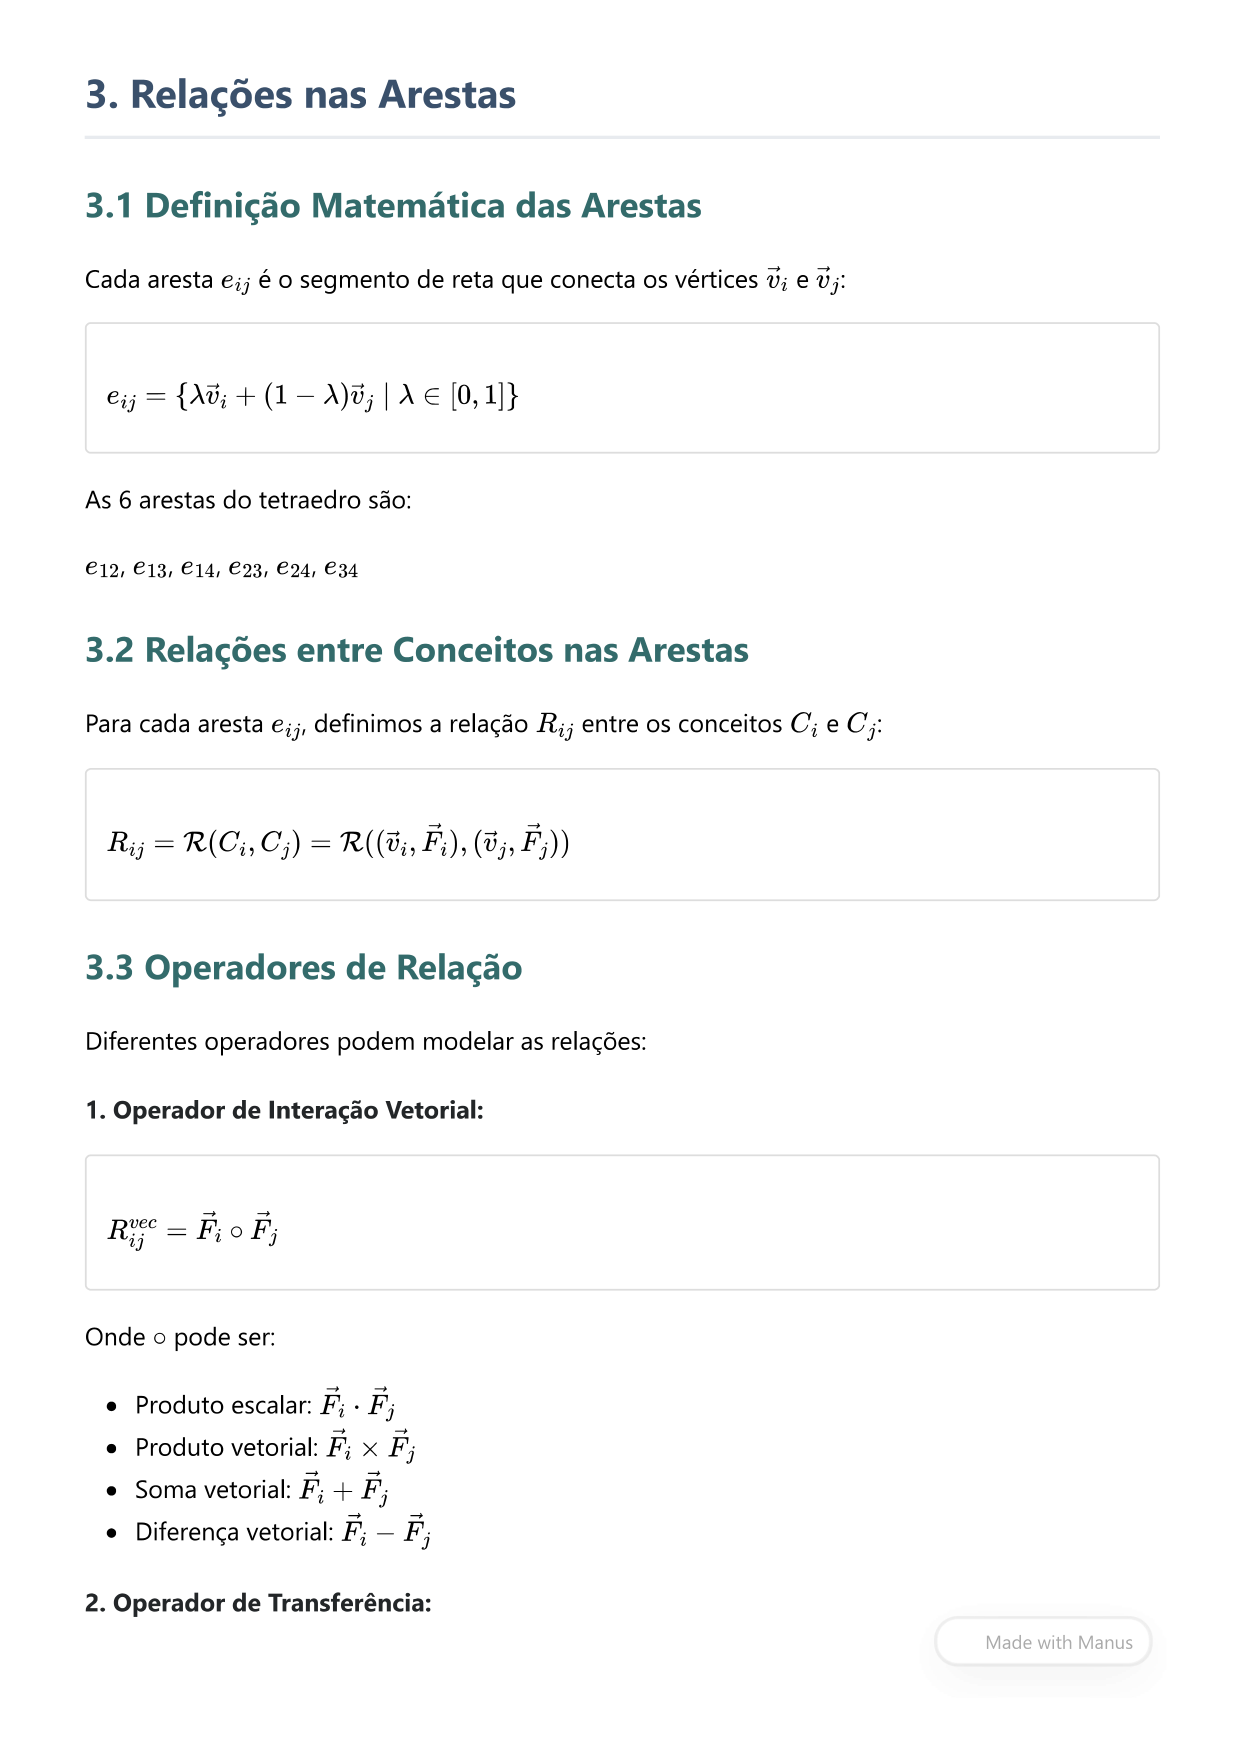 3. Relações nas Arestas
3.1 Definição Matemática das Arestas
Cada aresta $e_{ij}$ é o segmento de reta que conecta os vértices $\vec{v}_i$ e $\vec{v}_j$:
$e_{ij} = \{\lambda \vec{v}_i + (1 - \lambda)\vec{v}_j \mid \lambda \in [0, 1]\}$
As 6 arestas do tetraedro são:
$e_{12}$, $e_{13}$, $e_{14}$, $e_{23}$, $e_{24}$, $e_{34}$
3.2 Relações entre Conceitos nas Arestas
Para cada aresta $e_{ij}$, definimos a relação $R_{ij}$ entre os conceitos $C_i$ e $C_j$:
$R_{ij} = \mathcal{R}(C_i, C_j) = \mathcal{R}((\vec{v}_i, \vec{F}_i), (\vec{v}_j, \vec{F}_j))$
3.3 Operadores de Relação
Diferentes operadores podem modelar as relações:
1. Operador de Interação Vetorial:
$R_{ij}^{vec} = \vec{F}_i \circ \vec{F}_j$
Onde ○ pode ser:
• Produto escalar: $\vec{F}_i \cdot \vec{F}_j$
• Produto vetorial: $\vec{F}_i \times \vec{F}_j$
• Soma vetorial: $\vec{F}_i + \vec{F}_j$
• Diferença vetorial: $\vec{F}_i - \vec{F}_j$
2. Operador de Transferência:
Made with Manus